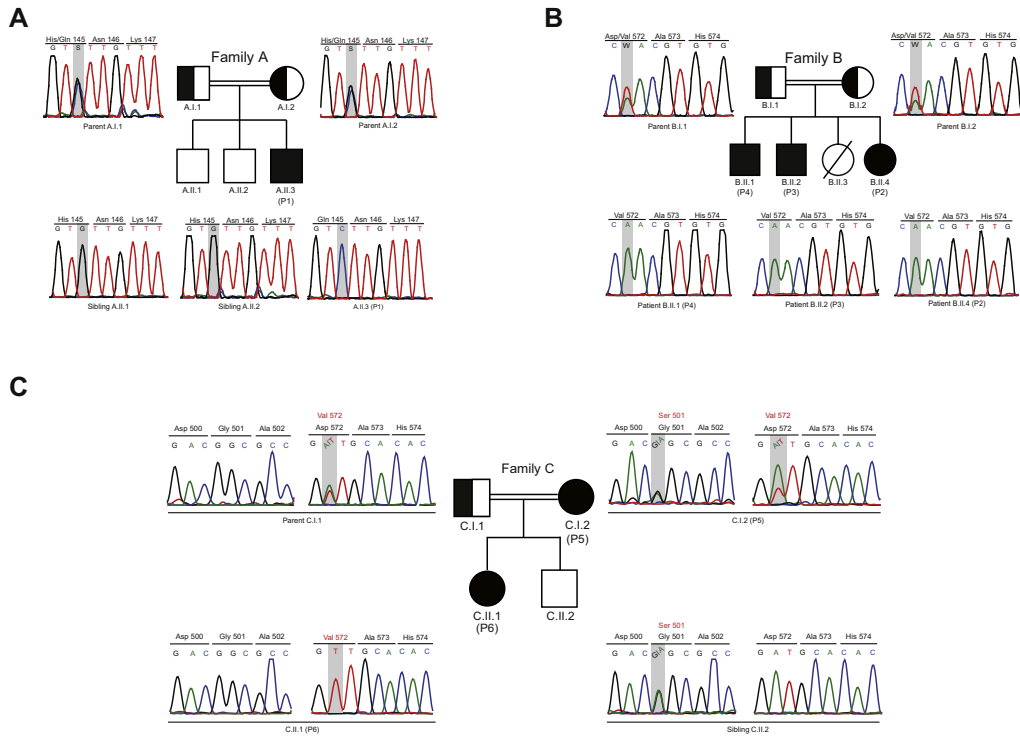 A
His/Gln 145 Asn 146 Lys 147
G T S T T G T T T
Parent A.I.1
Family A
A.I.1
A.I.2
His/Gln 145 Asn 146 Lys 147
G T S T T G T T T
Parent A.I.2
A.II.1
A.II.2
A.II.3
(P1)
His 145 Asn 146 Lys 147
G T G T T G T T T
Sibling A.II.1
His 145 Asn 146 Lys 147
G T G T T G T T T
Sibling A.II.2
Gln 145 Asn 146 Lys 147
G T C T T G T T T
A.II.3 (P1)
B
Asp/Val 572 Ala 573 His 574
C W A C G T G T G
Parent B.I.1
Family B
B.I.1
B.I.2
Asp/Val 572 Ala 573 His 574
C W A C G T G T G
Parent B.I.2
B.II.1
(P4)
B.II.2
(P3)
B.II.3
B.II.4
(P2)
Val 572 Ala 573 His 574
C A A C G T G T G
Patient B.II.1 (P4)
Val 572 Ala 573 His 574
C A A C G T G T G
Patient B.II.2 (P3)
Val 572 Ala 573 His 574
C A A C G T G T G
Patient B.II.4 (P2)
C
Val 572
Asp 500 Gly 501 Ala 502 Asp 572 Ala 573 His 574
G A C G G C G C C G A/T T G C A C A C
Parent C.I.1
Family C
C.I.1
C.I.2
(P5)
Ser 501 Val 572
Asp 500 Gly 501 Ala 502 Asp 572 Ala 573 His 574
G A C G/A G C G C C G A/T T G C A C A C
C.I.2 (P5)
C.II.1
(P6)
C.II.2
Asp 500 Gly 501 Ala 502 Val 572 Ala 573 His 574
G A C G G C G C C G T T G C A C A C
C.II.1 (P6)
Ser 501
Asp 500 Gly 501 Ala 502 Asp 572 Ala 573 His 574
G A C G/A G C G C C G A T G C A C A C
Sibling C.II.2